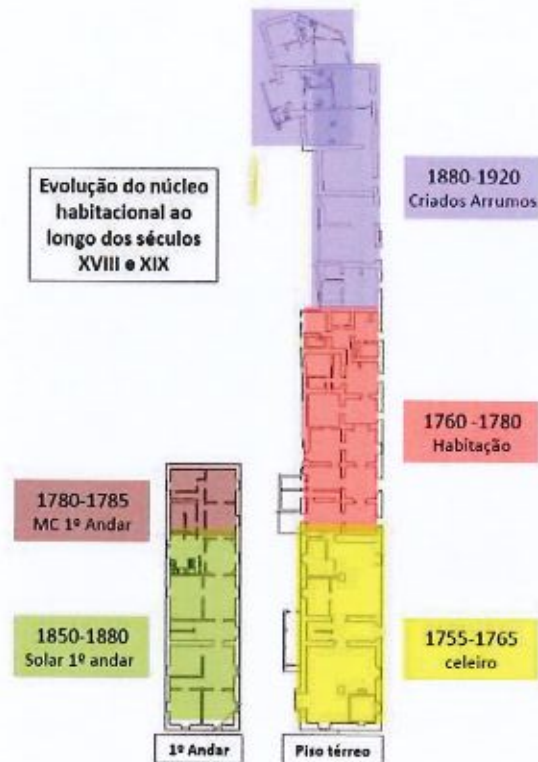 Evolução do núcleo
habitacional ao
longo dos séculos
XVIII e XIX
1880-1920
Criados Arrumos
1760 -1780
Habitação
1780-1785
MC 1º Andar
1850-1880
Solar 1º andar
1755-1765
celeiro
1º Andar
Piso térreo